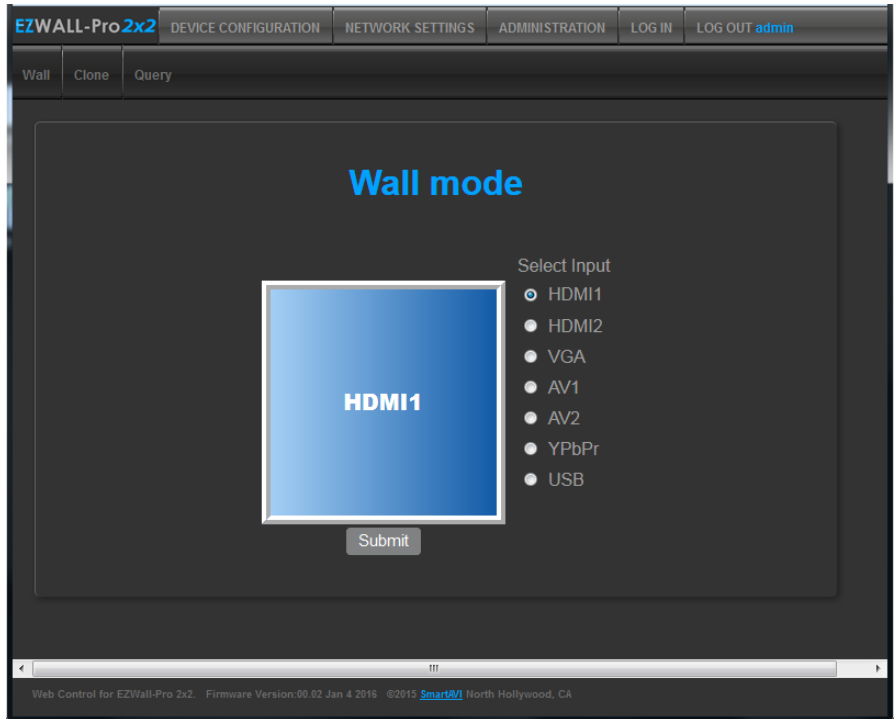 EZWALL-Pro 2x2 DEVICE CONFIGURATION NETWORK SETTINGS ADMINISTRATION LOG IN LOG OUT admin
Wall Clone Query
Wall mode
Select Input
HDMI1
HDMI2
VGA
AV1
AV2
YPbPr
USB
HDMI1
Submit
Web Control for EZWall-Pro 2x2. Firmware Version:00.02 Jan 4 2016 ©2015 SmartAVI North Hollywood, CA